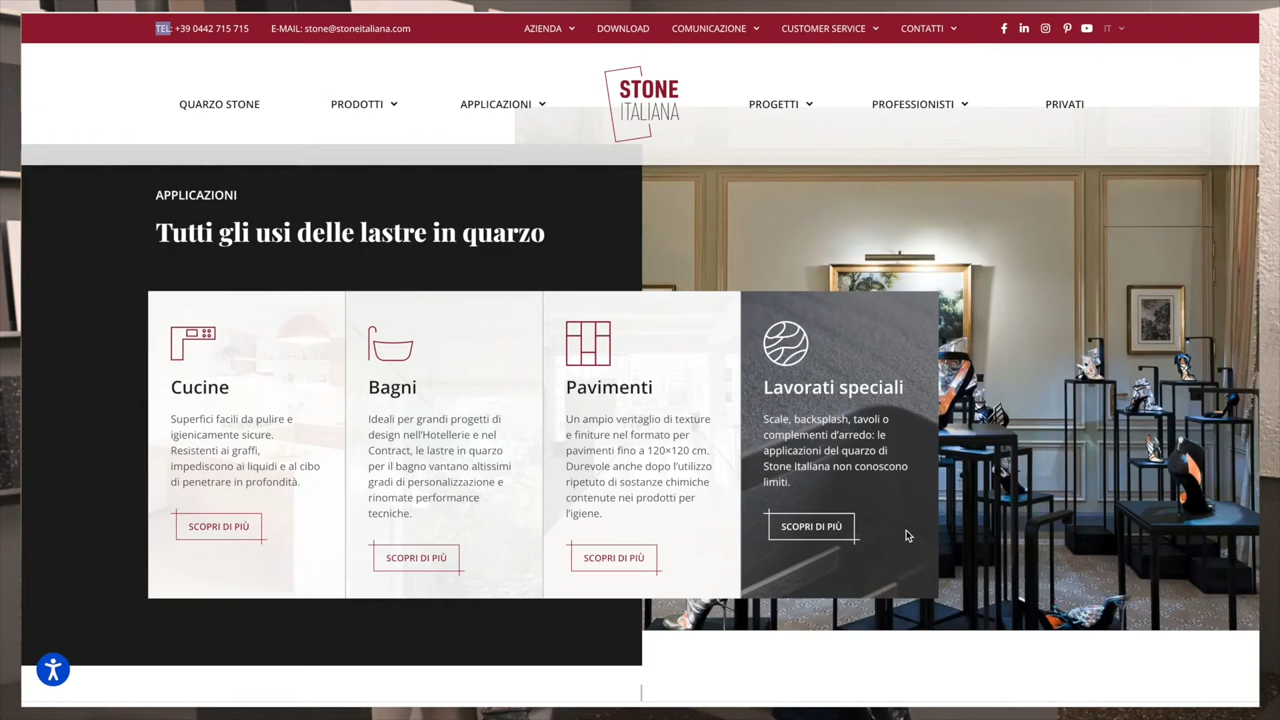 TEL: +39 0442 715 715 E-MAIL: stone@stoneitaliana.com AZIENDA DOWNLOAD COMUNICAZIONE CUSTOMER SERVICE CONTATTI IT
QUARZO STONE PRODOTTI APPLICAZIONI
STONE
ITALIANA
PROGETTI PROFESSIONISTI PRIVATI
APPLICAZIONI
Tutti gli usi delle lastre in quarzo
Cucine
Superfici facili da pulire e
igienicamente sicure.
Resistenti ai graffi,
impediscono ai liquidi e al cibo
di penetrare in profondità.
SCOPRI DI PIÙ
Bagni
Ideali per grandi progetti di
design nell'Hotellerie e nel
Contract, le lastre in quarzo
per il bagno vantano altissimi
gradi di personalizzazione e
rinomate performance
tecniche.
SCOPRI DI PIÙ
Pavimenti
Un ampio ventaglio di texture
e finiture nel formato per
pavimenti fino a 120×120 cm.
Durevole anche dopo l'utilizzo
ripetuto di sostanze chimiche
contenute nei prodotti per
l'igiene.
SCOPRI DI PIÙ
Lavorati speciali
Scale, backsplash, tavoli o
complementi d'arredo: le
applicazioni del quarzo di
Stone Italiana non conoscono
limiti.
SCOPRI DI PIÙ